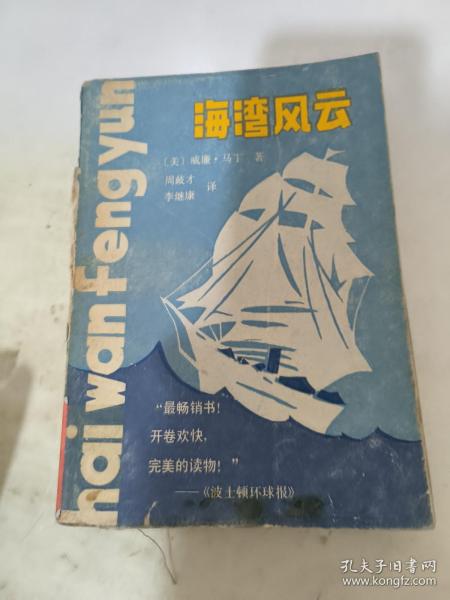 海湾风云
〔美〕威廉·马丁 著
周歧才
李继康
译
hai wan feng yun
“最畅销书!
开卷欢快,
完美的读物!”
——《波士顿环球报》
孔夫子旧书网
www.kongfz.com